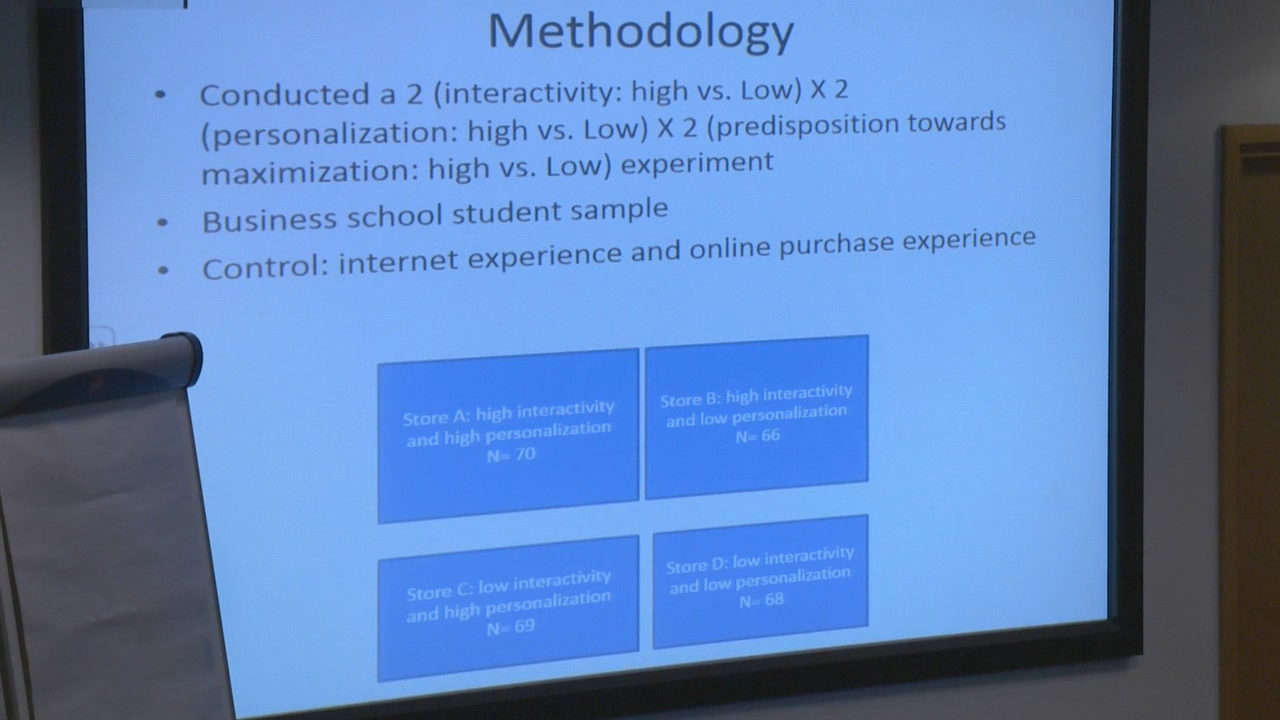 Methodology
• Conducted a 2 (interactivity: high vs. Low) X 2
(personalization: high vs. Low) X 2 (predisposition towards
maximization: high vs. Low) experiment
• Business school student sample
• Control: internet experience and online purchase experience
Store A: high interactivity
and high personalization
N= 70
Store B: high interactivity
and low personalization
N= 66
Store C: low interactivity
and high personalization
N= 69
Store D: low interactivity
and low personalization
N= 68